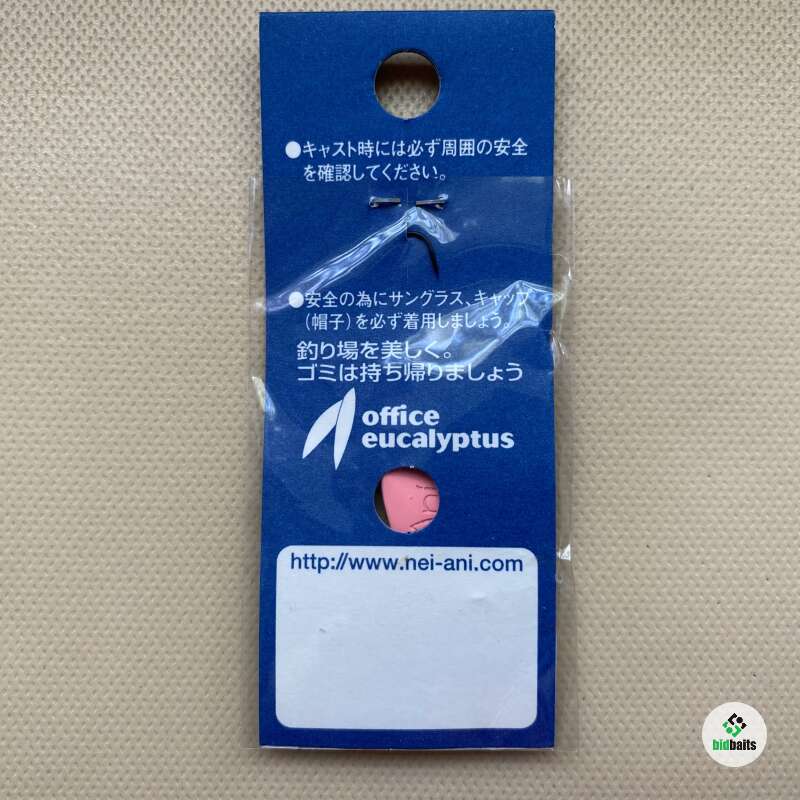 ●キャスト時には必ず周囲の安全
を確認してください。
●安全の為にサングラス、キャップ
(帽子)を必ず着用しましょう。
釣り場を美しく。
ゴミは持ち帰りましょう
office
eucalyptus
http://www.nei-ani.com
bidbaits